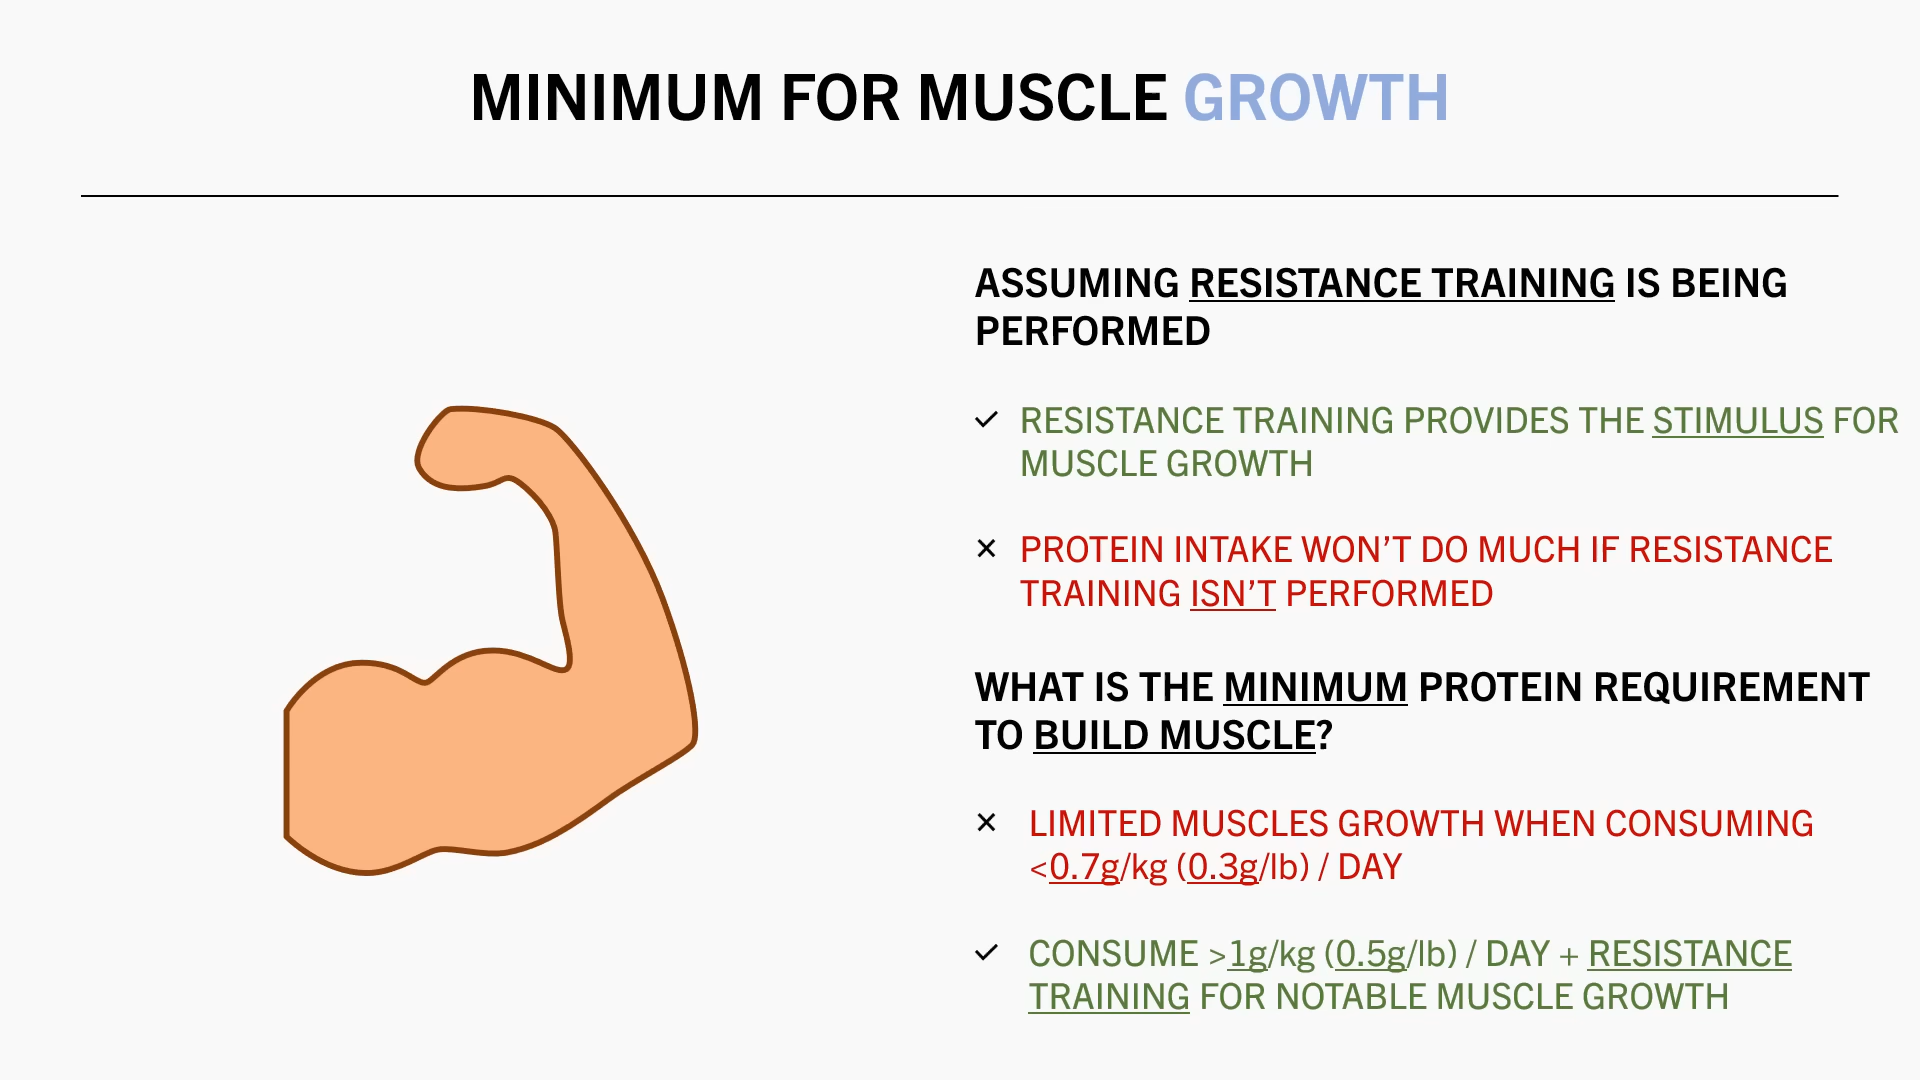 MINIMUM FOR MUSCLE GROWTH
ASSUMING RESISTANCE TRAINING IS BEING
PERFORMED
✓ RESISTANCE TRAINING PROVIDES THE STIMULUS FOR
MUSCLE GROWTH
✕ PROTEIN INTAKE WON’T DO MUCH IF RESISTANCE
TRAINING ISN’T PERFORMED
WHAT IS THE MINIMUM PROTEIN REQUIREMENT
TO BUILD MUSCLE?
✕ LIMITED MUSCLES GROWTH WHEN CONSUMING
<0.7g/kg (0.3g/lb) / DAY
✓ CONSUME >1g/kg (0.5g/lb) / DAY + RESISTANCE
TRAINING FOR NOTABLE MUSCLE GROWTH